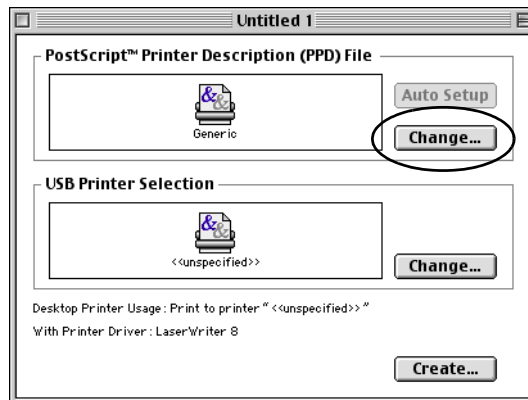 Untitled 1
PostScript™ Printer Description (PPD) File
Generic
Auto Setup
Change...
USB Printer Selection
<<unspecified>>
Change...
Desktop Printer Usage : Print to printer “ <<unspecified>> ”
With Printer Driver : LaserWriter 8
Create...